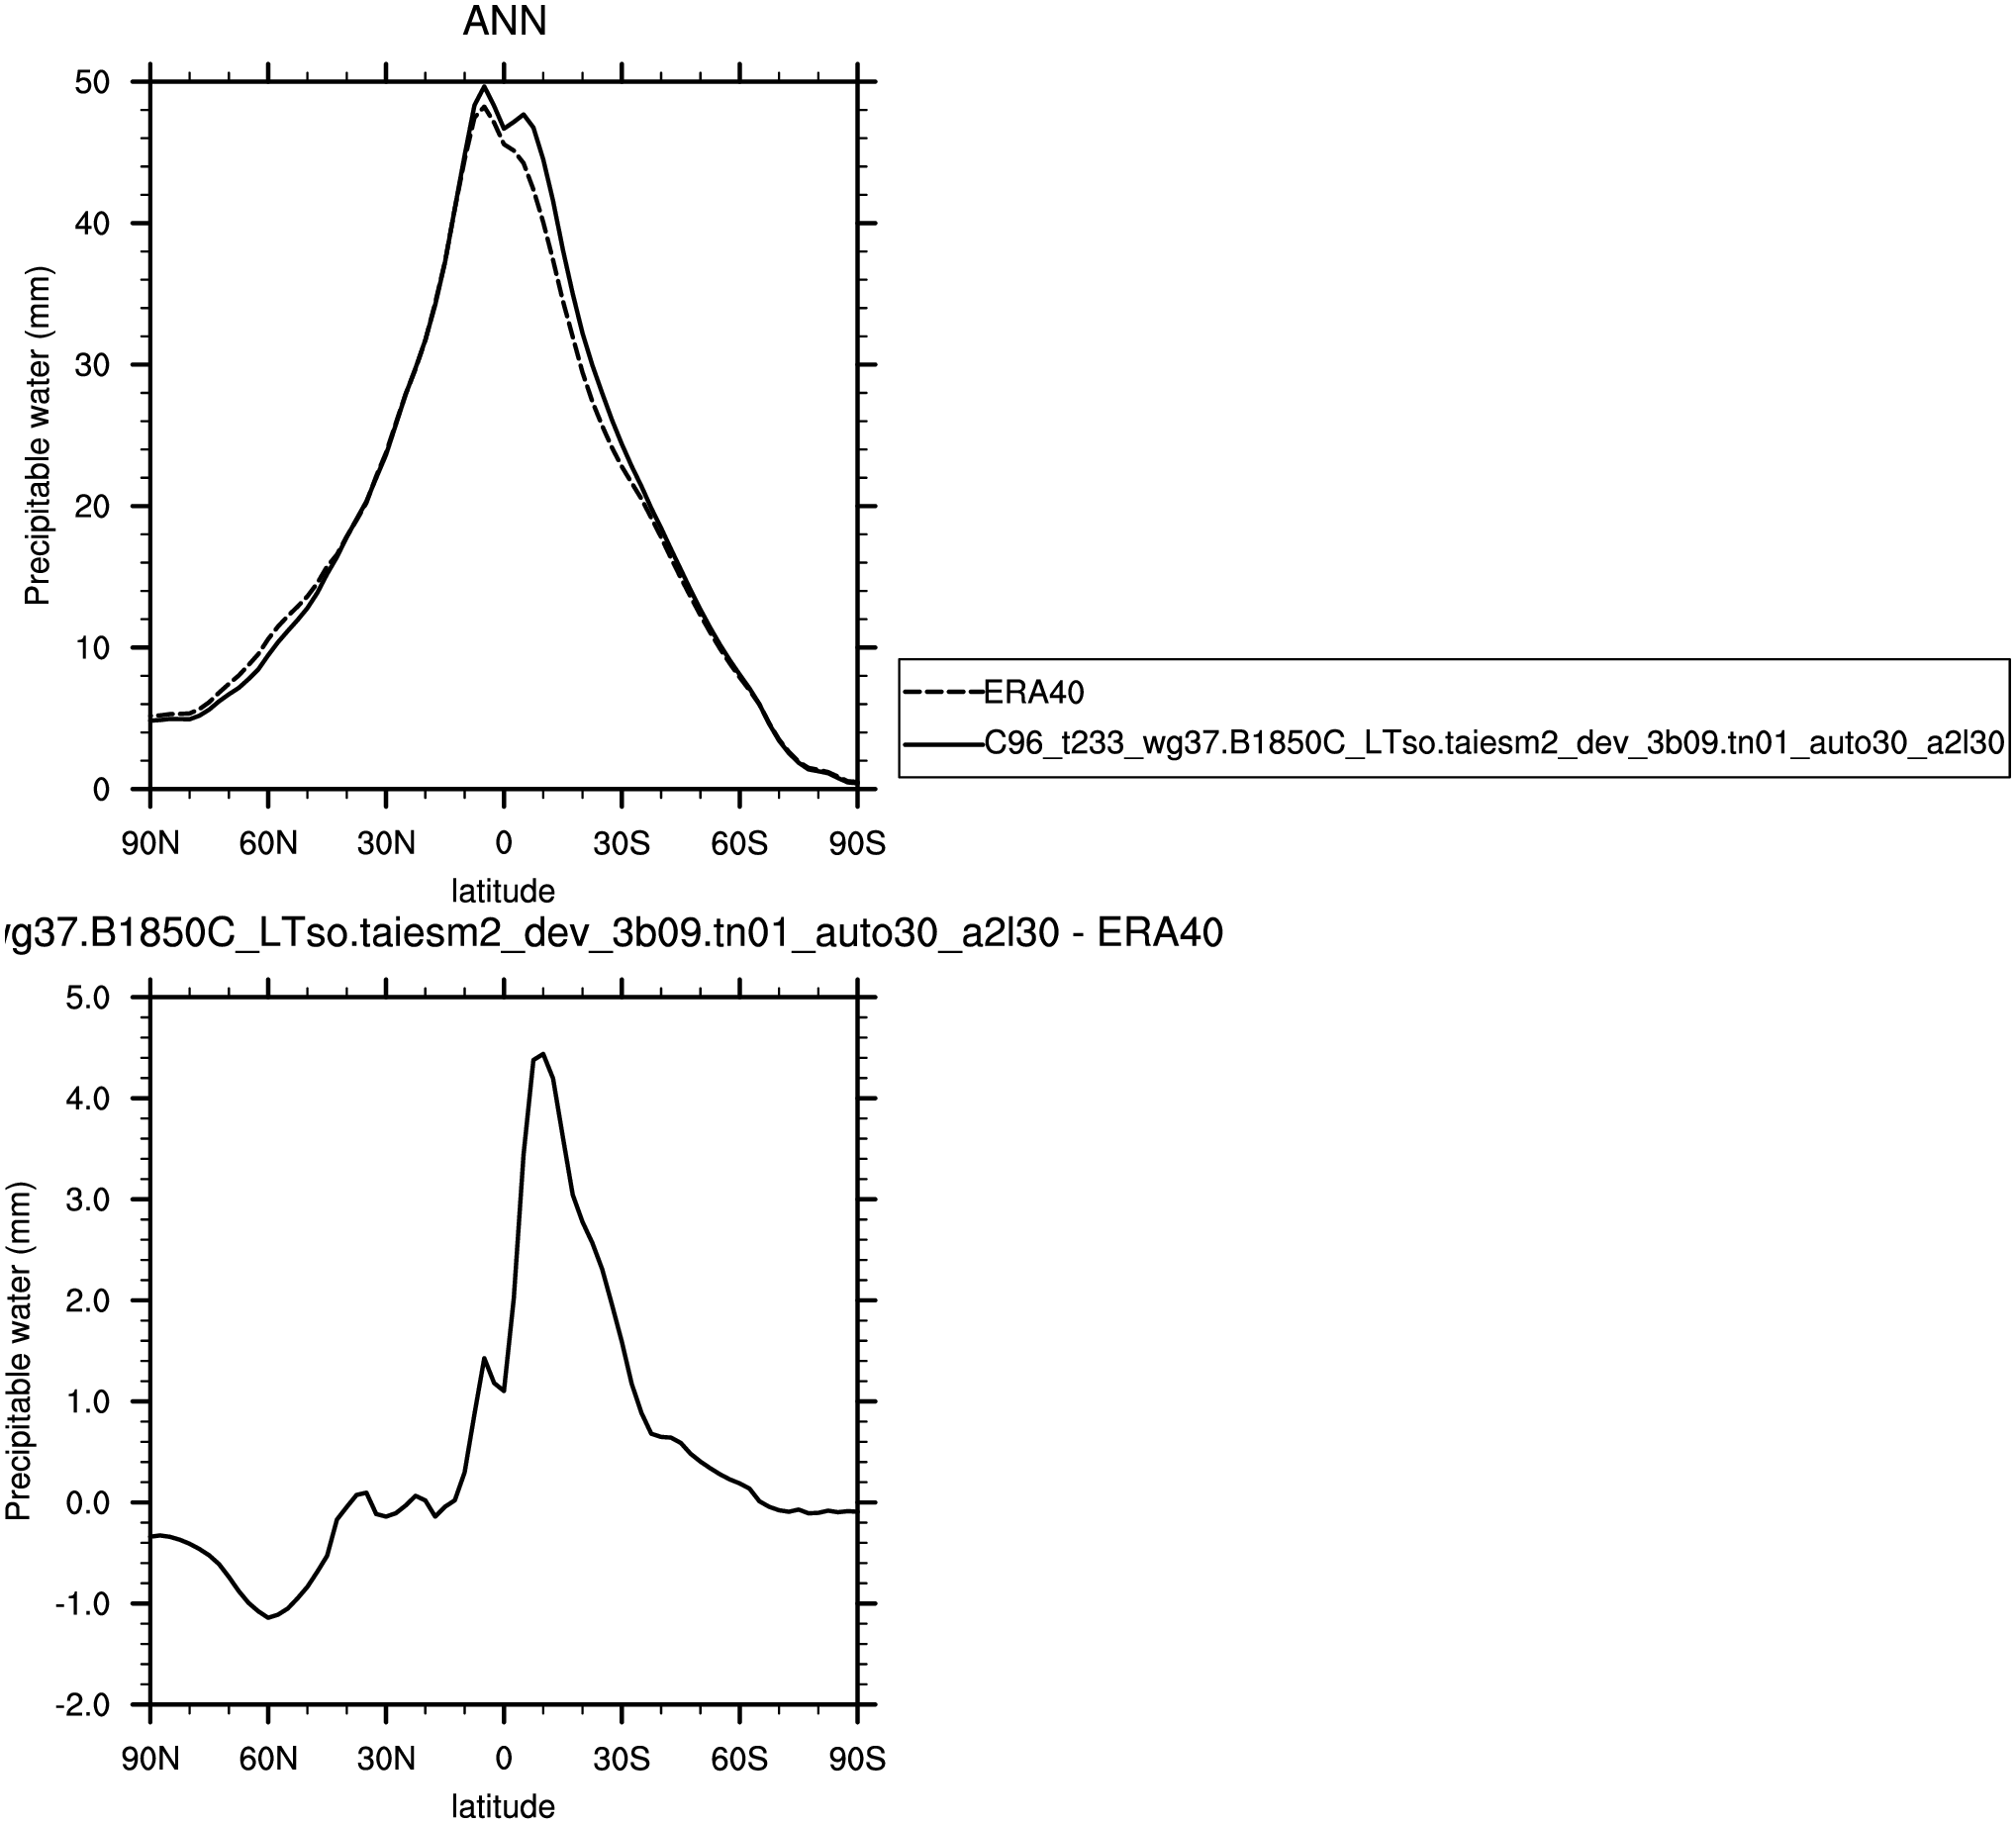 ANN
50
40
30
20
10
0
Precipitable water (mm)
90N 60N 30N 0 30S 60S 90S
latitude
ERA40
C96_t233_wg37.B1850C_LTso.taiesm2_dev_3b09.tn01_auto30_a2l30
g37.B1850C_LTso.taiesm2_dev_3b09.tn01_auto30_a2l30 - ERA40
5.0
4.0
3.0
2.0
1.0
0.0
-1.0
-2.0
Precipitable water (mm)
90N 60N 30N 0 30S 60S 90S
latitude